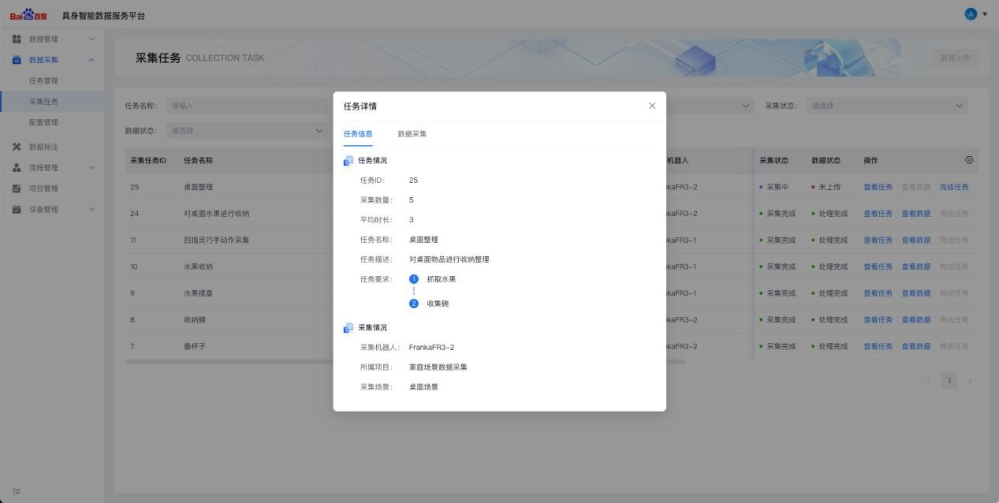 Bai百度 具身智能数据服务平台
A
数据管理
数据采集
任务管理
采集任务
配置管理
数据标注
流程管理
项目管理
设备管理
采集任务 COLLECTION TASK
数据上传
任务名称： 请输入
采集状态： 请选择
数据状态： 请选择
采集任务ID 任务名称 机器人 采集状态 数据状态 操作
25 桌面整理 kaFR3-2 采集中 未上传 查看任务 查看数据 完成任务
24 对桌面水果进行收纳 kaFR3-2 采集完成 处理完成 查看任务 查看数据 完成任务
11 四指灵巧手动作采集 kaFR3-1 采集完成 处理完成 查看任务 查看数据 完成任务
10 水果收纳 kaFR3-1 采集完成 处理完成 查看任务 查看数据 完成任务
9 水果摆盘 kaFR3-1 采集完成 处理完成 查看任务 查看数据 完成任务
8 收纳碗 kaFR3-2 采集完成 处理完成 查看任务 查看数据 完成任务
7 叠杯子 kaFR3-2 采集完成 处理完成 查看任务 查看数据 完成任务
1
任务详情
任务信息 数据采集
任务情况
任务ID： 25
采集数量： 5
平均时长： 3
任务名称： 桌面整理
任务描述： 对桌面物品进行收纳整理
任务要求： 1 抓取水果
2 收集碗
采集情况
采集机器人： FrankaFR3-2
所属项目： 家庭场景数据采集
采集场景： 桌面场景